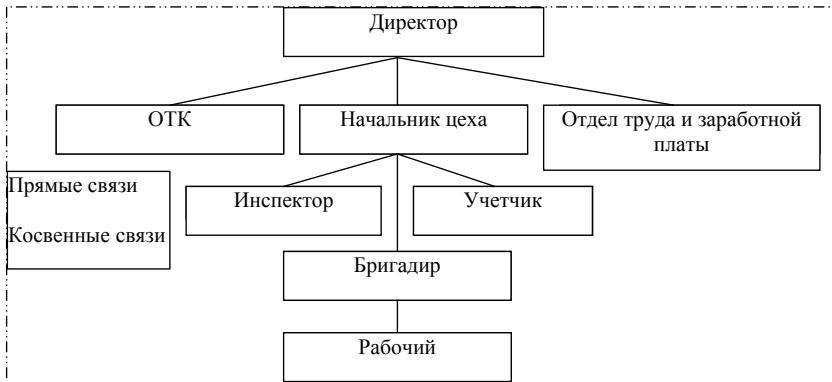 Директор
ОТК
Начальник цеха
Отдел труда и заработной
платы
Прямые связи
Косвенные связи
Инспектор
Учетчик
Бригадир
Рабочий